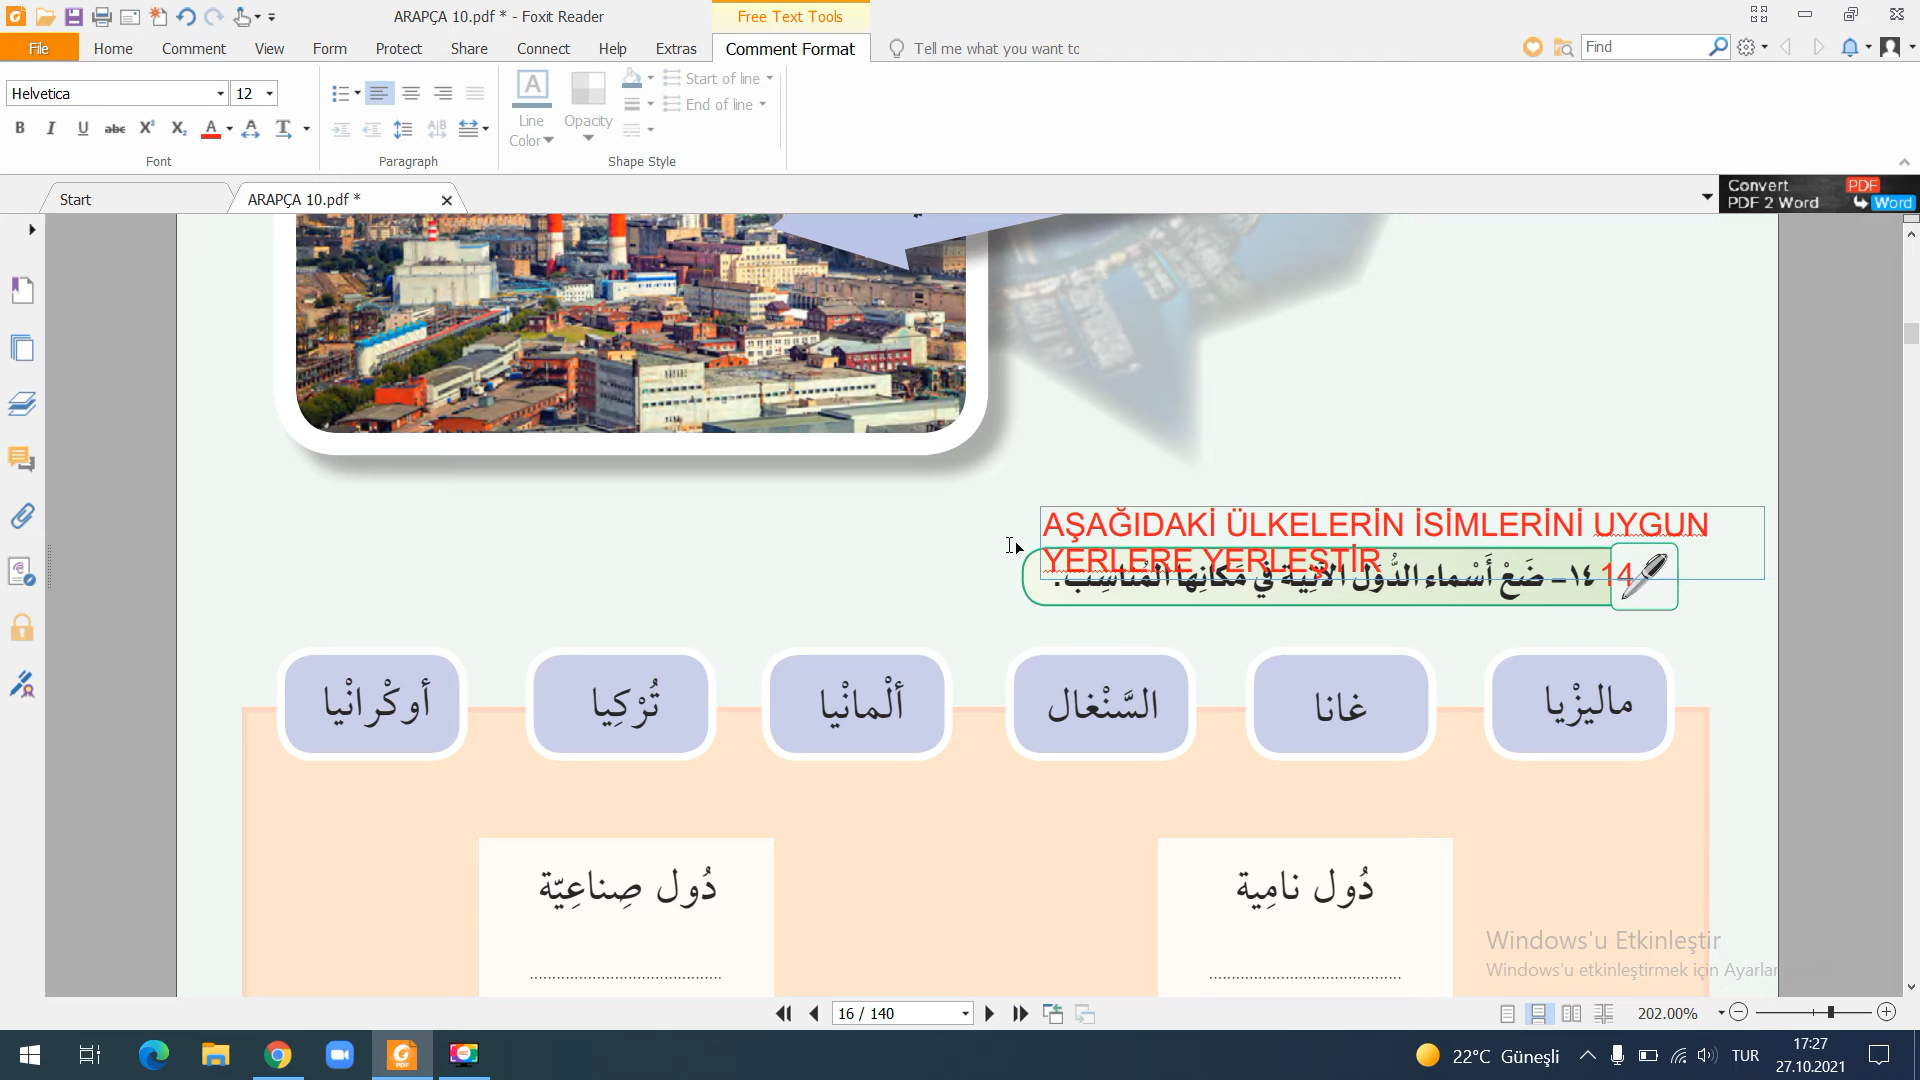 ARAPÇA 10.pdf * - Foxit Reader
Free Text Tools
File
Home
Comment
View
Form
Protect
Share
Connect
Help
Extras
Comment Format
Tell me what you want to
Find
Helvetica
12
Start of line
End of line
Line
Color
Opacity
Font
Paragraph
Shape Style
Start
ARAPÇA 10.pdf *
Convert PDF
PDF 2 Word Word
AŞAĞIDAKİ ÜLKELERİN İSİMLERİNİ UYGUN
YERLERE YERLEŞTİR
14
١٤- ضَعْ أَسْماء الدُّوَل الآتِية في مَكانِها المُناسِب.
ماليزْيا
غانا
السَّنْغال
ألْمانْيا
تُرْكِيا
أوكْرانْيا
دُول نامِية
دُول صِناعِيّة
Windows'u Etkinleştir
Windows'u etkinleştirmek için Ayarlar
16 / 140
202.00%
22°C Güneşli
TUR
17:27
27.10.2021